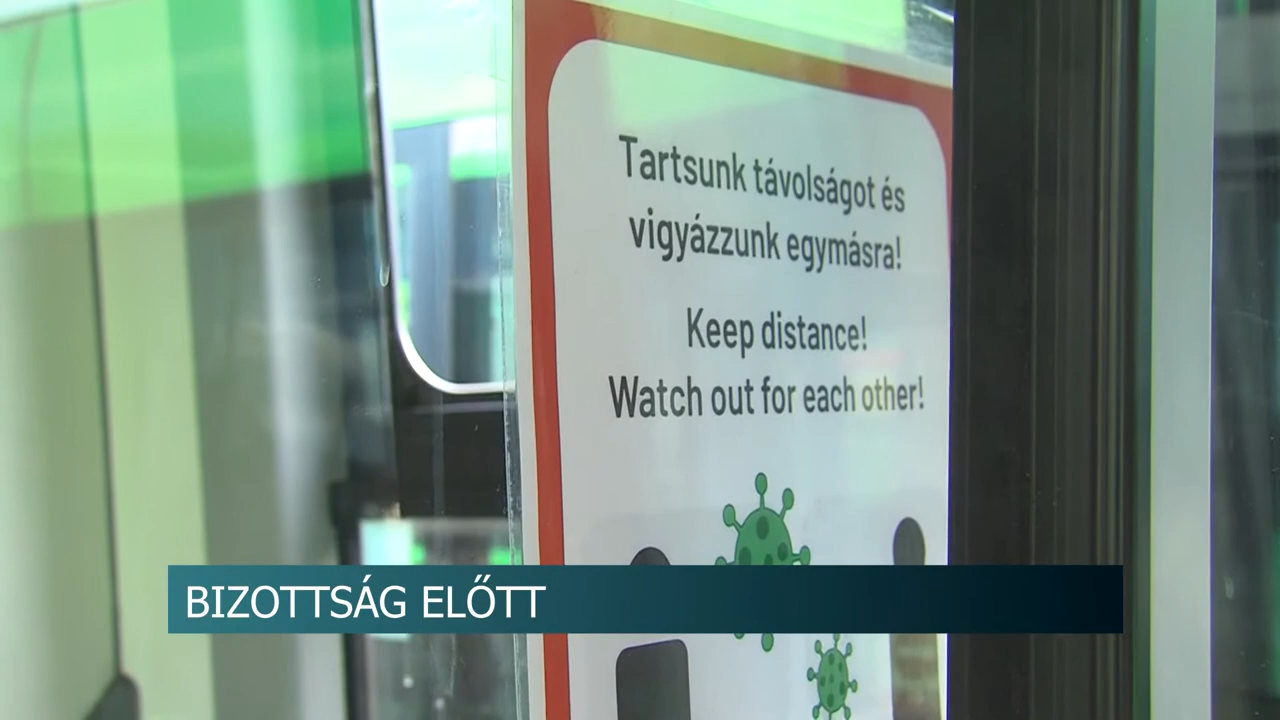 Tartsunk távolságot és
vigyázzunk egymásra!
Keep distance!
Watch out for each other!
BIZOTTSÁG ELŐTT